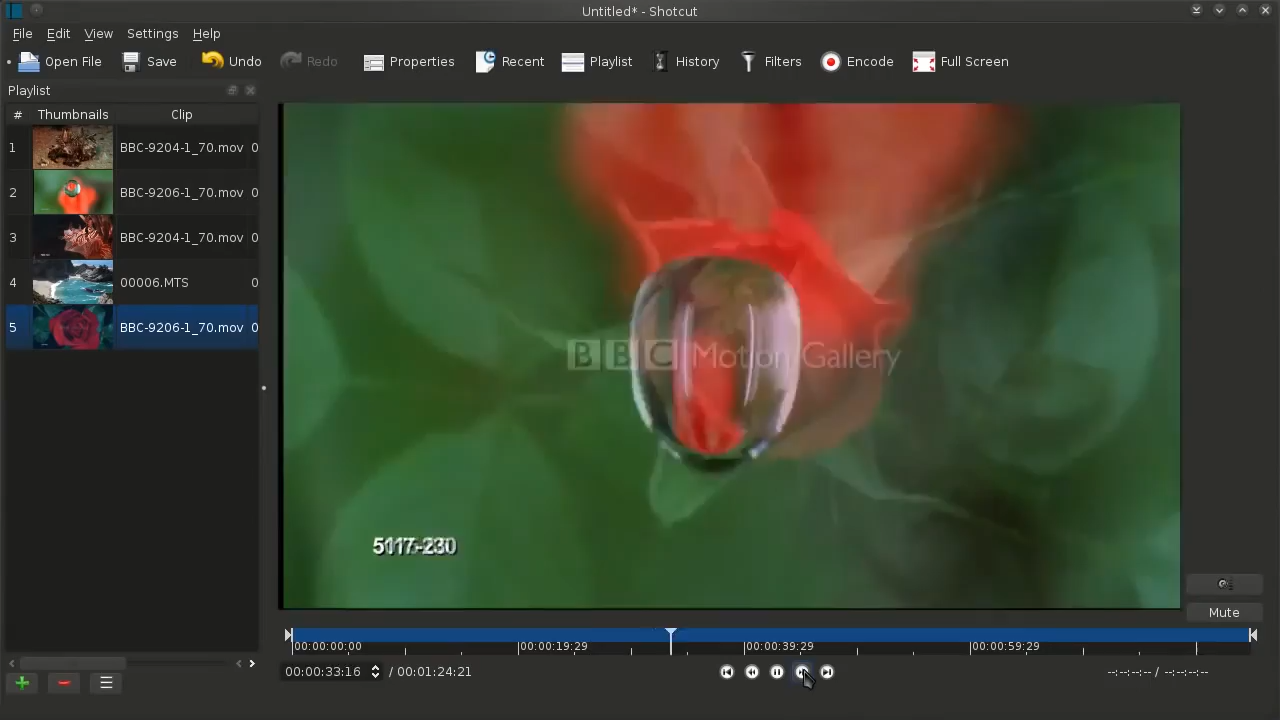 Untitled* - Shotcut
File Edit View Settings Help
Open File Save Undo Redo Properties Recent Playlist History Filters Encode Full Screen
Playlist
# Thumbnails Clip
1 BBC-9204-1_70.mov 0
2 BBC-9206-1_70.mov 0
3 BBC-9204-1_70.mov 0
4 00006.MTS 0
5 BBC-9206-1_70.mov 0
BBC Motion Gallery
5117-230
Mute
00:00:00:00 00:00:19:29 00:00:39:29 00:00:59:29
00:00:33:16 / 00:01:24:21 --:--:--:-- / --:--:--:--